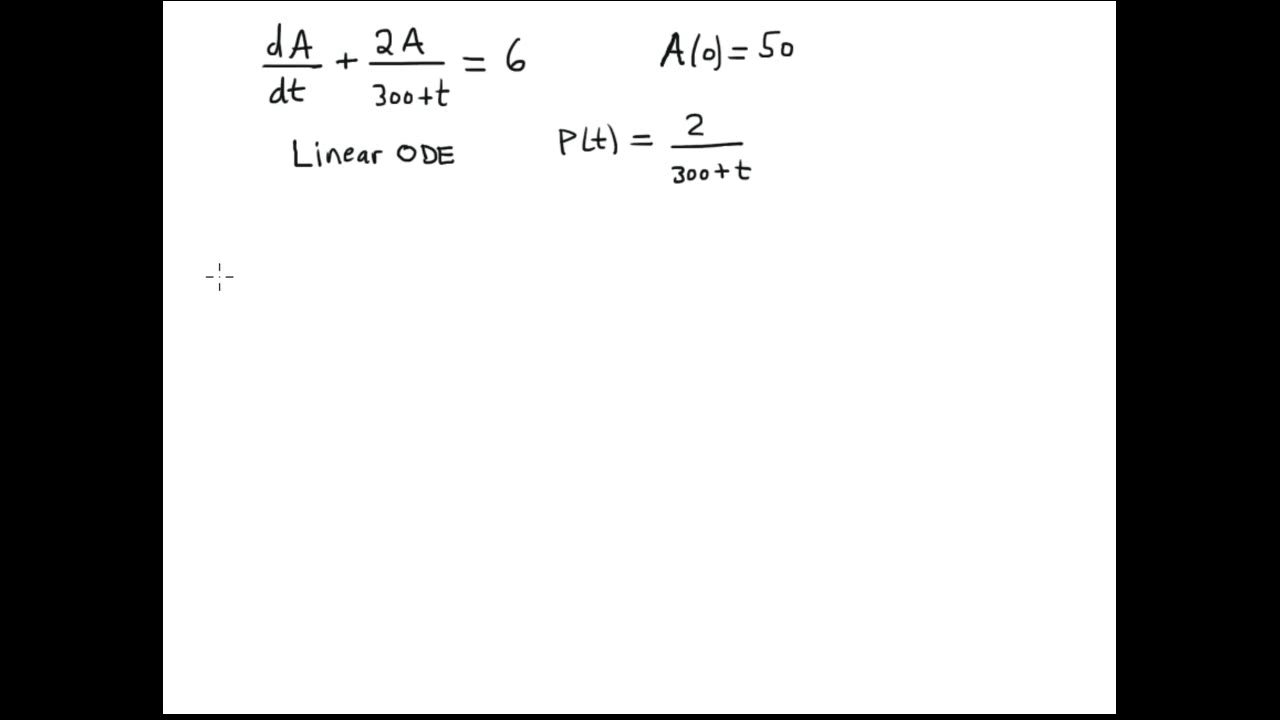 dA/dt + 2A/300+t = 6 A(0) = 50
Linear ODE P(t) = 2/300+t